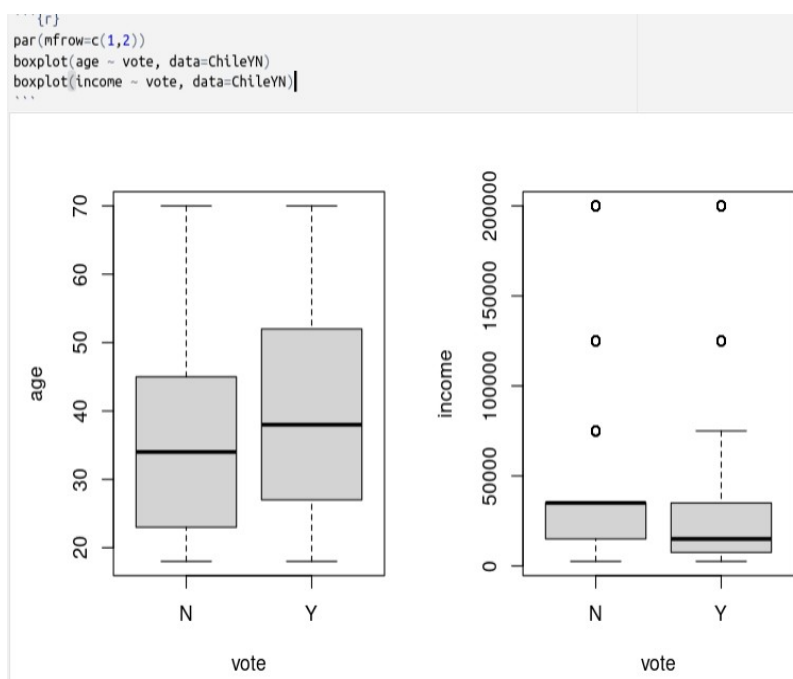 ```{r}
par(mfrow=c(1,2))
boxplot(age ~ vote, data=ChileYN)
boxplot(income ~ vote, data=ChileYN)
```
age
70
60
50
40
30
20
N Y
vote
income
200000
150000
100000
50000
0
N Y
vote